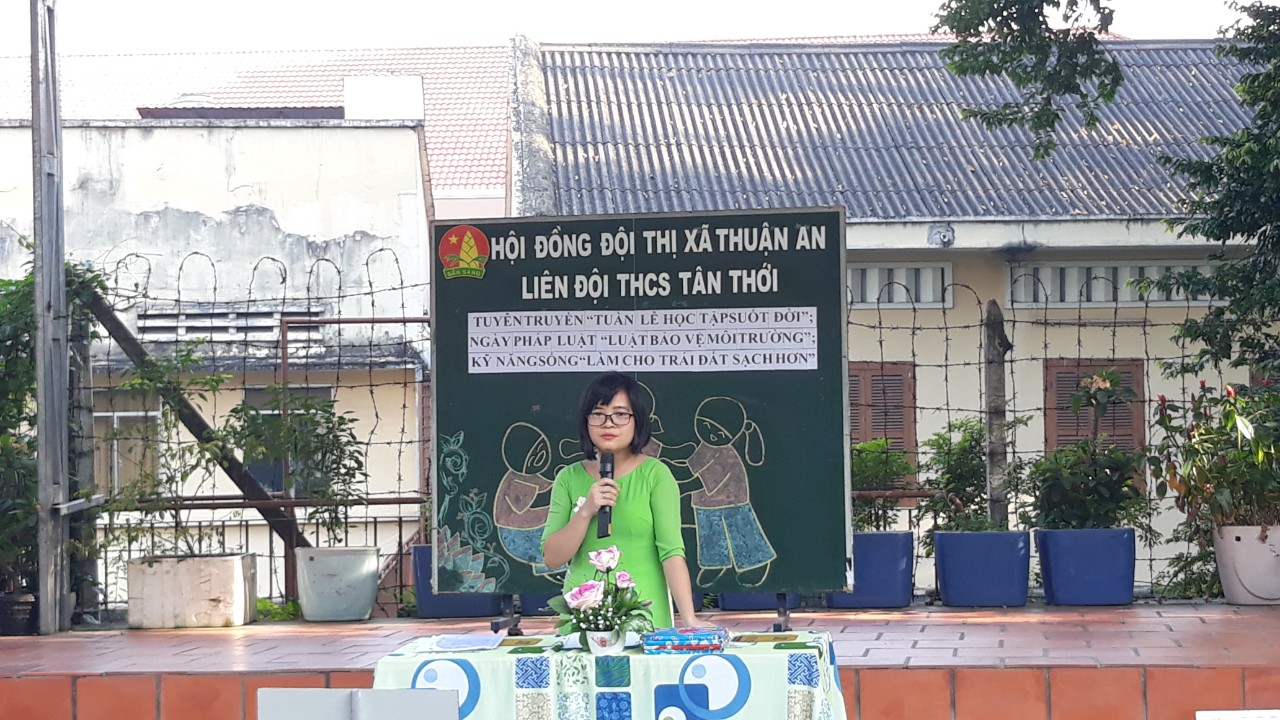 HỘI ĐỒNG ĐỘI THỊ XÃ THUẬN AN
SẴN SÀNG
LIÊN ĐỘI THCS TÂN THỚI
TUYÊN TRUYỀN "TUẦN LỄ HỌC TẬP SUỐT ĐỜI";
NGÀY PHÁP LUẬT "LUẬT BẢO VỆ MÔI TRƯỜNG";
KỸ NĂNG SỐNG "LÀM CHO TRÁI ĐẤT SẠCH HƠN"